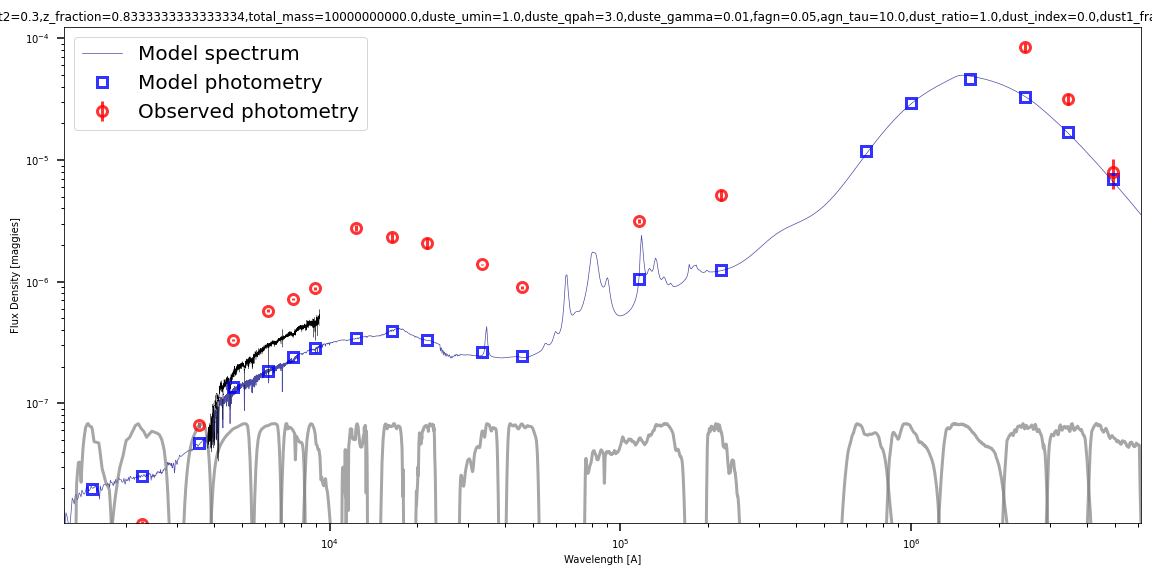 t2=0.3,z_fraction=0.8333333333333334,total_mass=10000000000.0,duste_umin=1.0,duste_qpah=3.0,duste_gamma=0.01,fagn=0.05,agn_tau=10.0,dust_ratio=1.0,dust_index=0.0,dust1_fra
Model spectrum
Model photometry
Observed photometry
10⁻⁴
10⁻⁵
10⁻⁶
10⁻⁷
Flux Density [maggies]
10⁴
10⁵
10⁶
Wavelength [A]